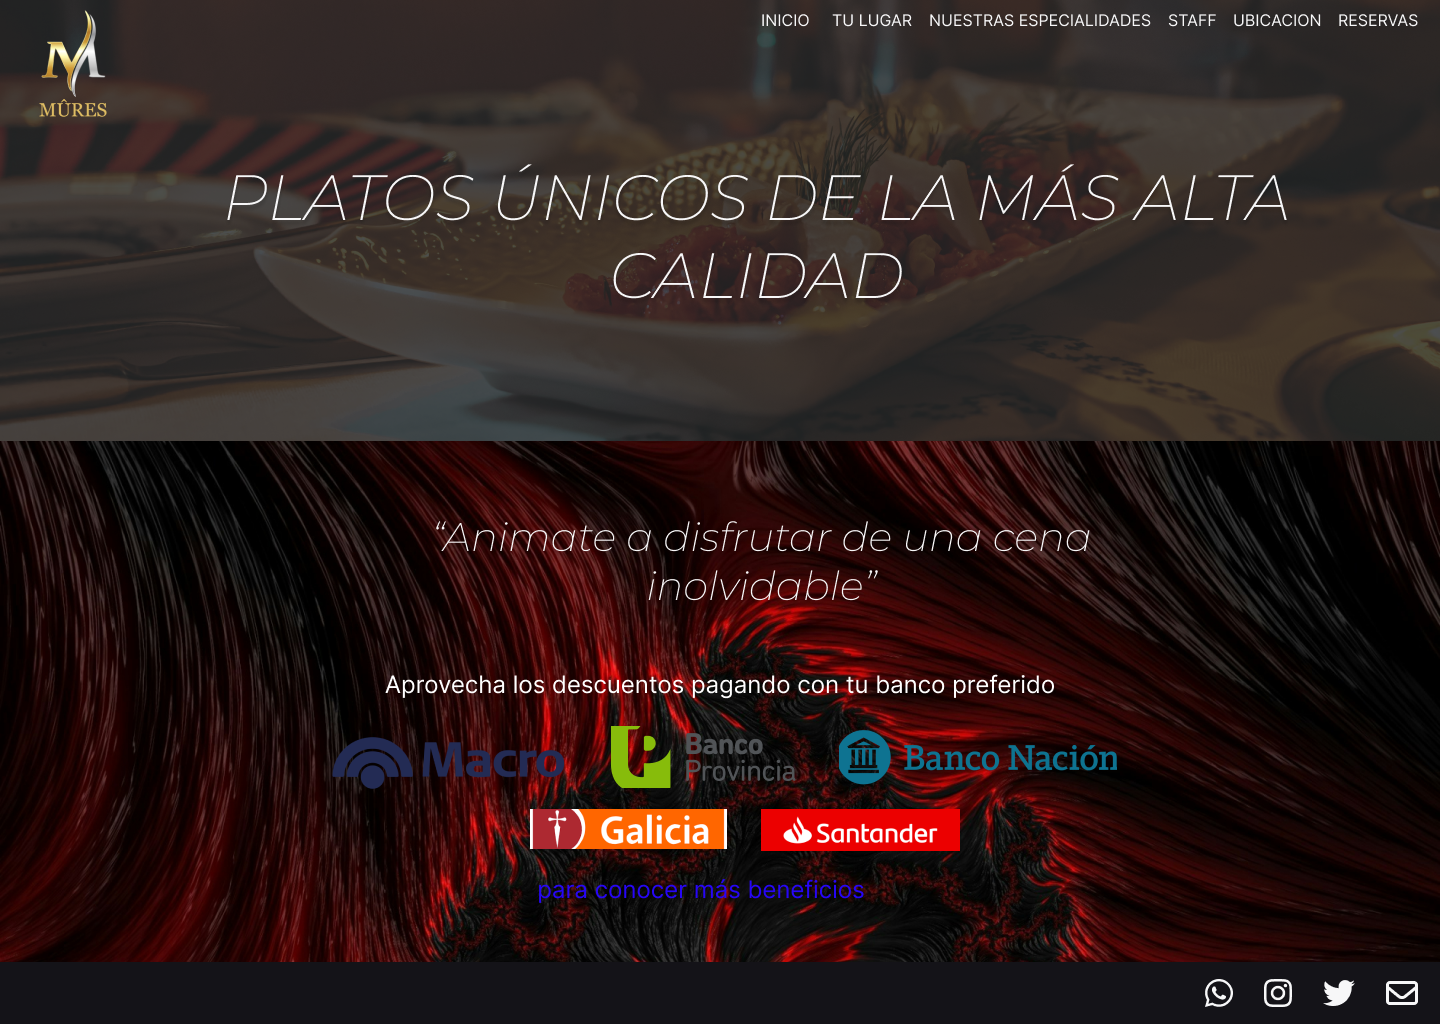 INICIO TU LUGAR NUESTRAS ESPECIALIDADES STAFF UBICACION RESERVAS
M
MÛRES
PLATOS ÚNICOS DE LA MÁS ALTA
CALIDAD
“Animate a disfrutar de una cena
inolvidable”
Aprovecha los descuentos pagando con tu banco preferido
Macro
Banco
Provincia
Banco Nación
Galicia
Santander
para conocer más beneficios